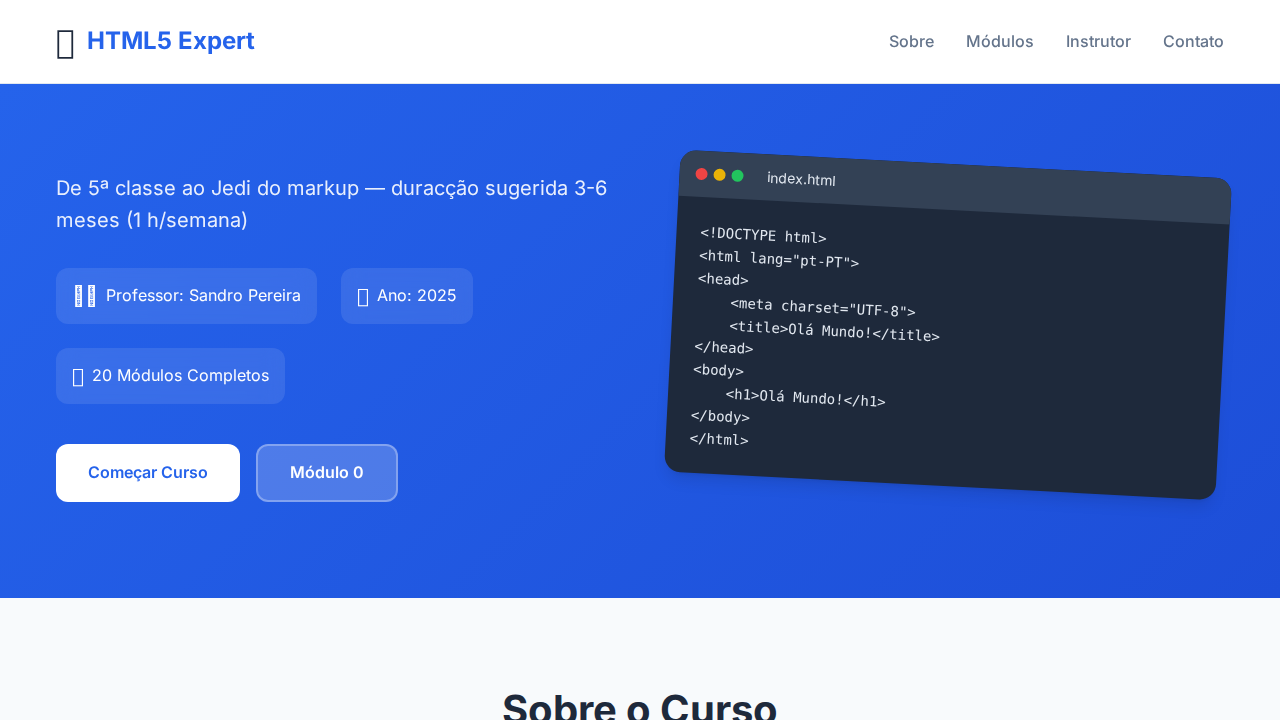 HTML5 Expert
Sobre
Módulos
Instrutor
Contato
De 5ª classe ao Jedi do markup — duracção sugerida 3-6
meses (1 h/semana)
Professor: Sandro Pereira
Ano: 2025
20 Módulos Completos
Começar Curso
Módulo 0
index.html
<!DOCTYPE html>
<html lang="pt-PT">
<head>
<meta charset="UTF-8">
<title>Olá Mundo!</title>
</head>
<body>
<h1>Olá Mundo!</h1>
</body>
</html>
Sobre o Curso